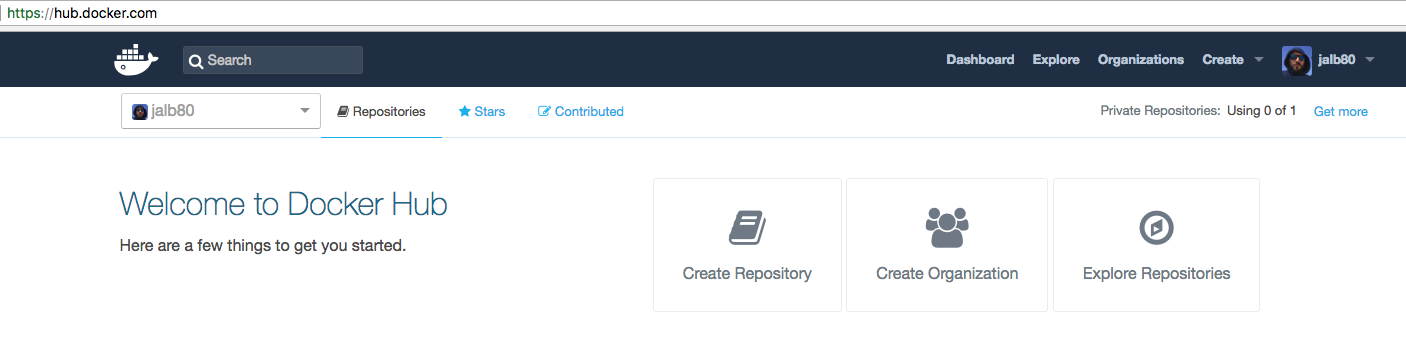 https://hub.docker.com
Search
Dashboard
Explore
Organizations
Create
jalb80
jalb80
Repositories
Stars
Contributed
Private Repositories: Using 0 of 1
Get more
Welcome to Docker Hub
Here are a few things to get you started.
Create Repository
Create Organization
Explore Repositories